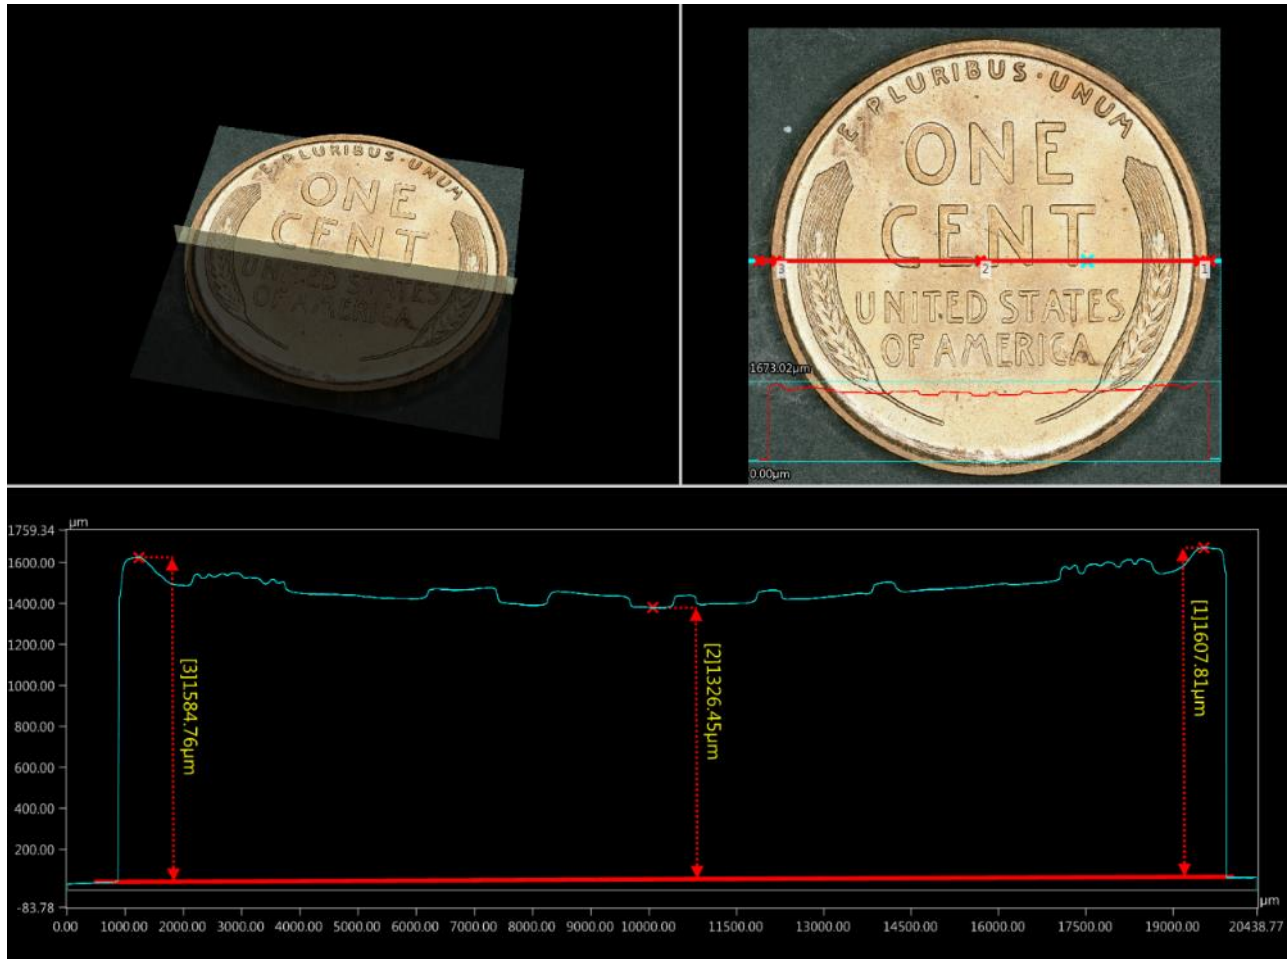 E·PLURIBUS·UNUM
ONE
CENT
UNITED STATES
OF AMERICA
E·PLURIBUS·UNUM
ONE
CENT
3
2
1
UNITED STATES
OF AMERICA
1673.02µm
0.00µm
µm
1759.34
1600.00
1400.00
1200.00
1000.00
800.00
600.00
400.00
200.00
-83.78
[3]1584.76µm
[2]1326.45µm
[1]1607.81µm
µm
0.00 1000.00 2000.00 3000.00 4000.00 5000.00 6000.00 7000.00 8000.00 9000.00 10000.00 11500.00 13000.00 14500.00 16000.00 17500.00 19000.00 20438.77